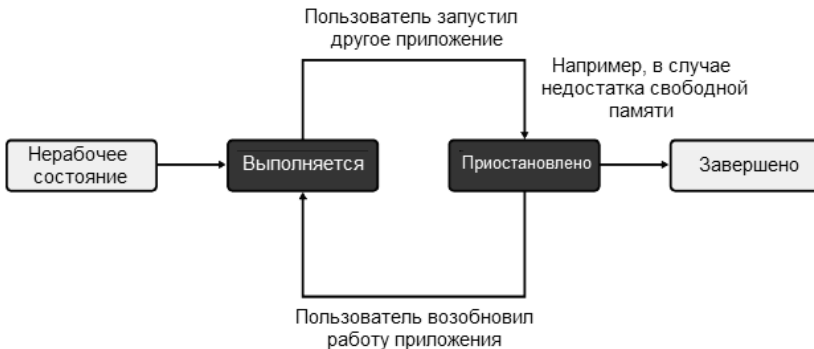 Пользователь запустил
другое приложение
Например, в случае
недостатка свободной
памяти
Нерабочее
состояние
Выполняется
Приостановлено
Завершено
Пользователь возобновил
работу приложения